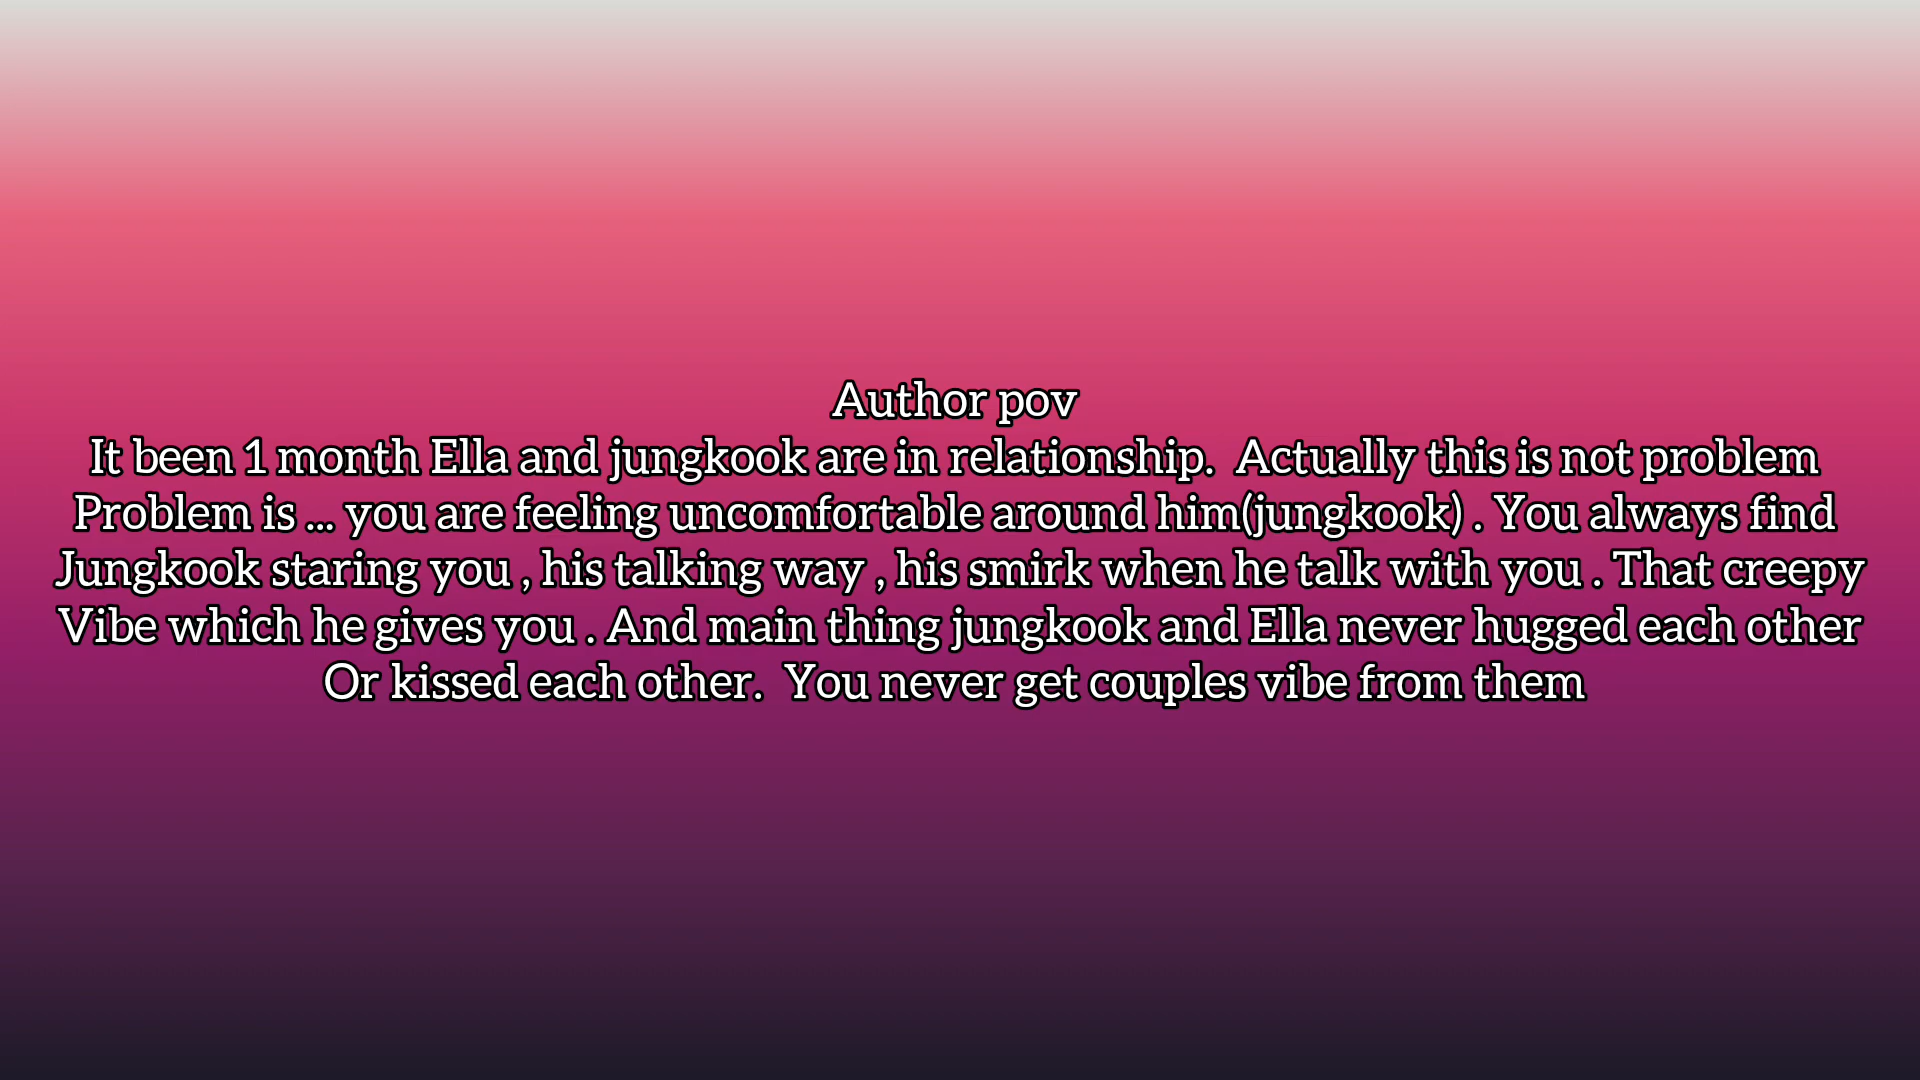 Author pov
It been 1 month Ella and jungkook are in relationship.  Actually this is not problem
Problem is ... you are feeling uncomfortable around him(jungkook) . You always find
Jungkook staring you , his talking way , his smirk when he talk with you . That creepy
Vibe which he gives you . And main thing jungkook and Ella never hugged each other
Or kissed each other.  You never get couples vibe from them